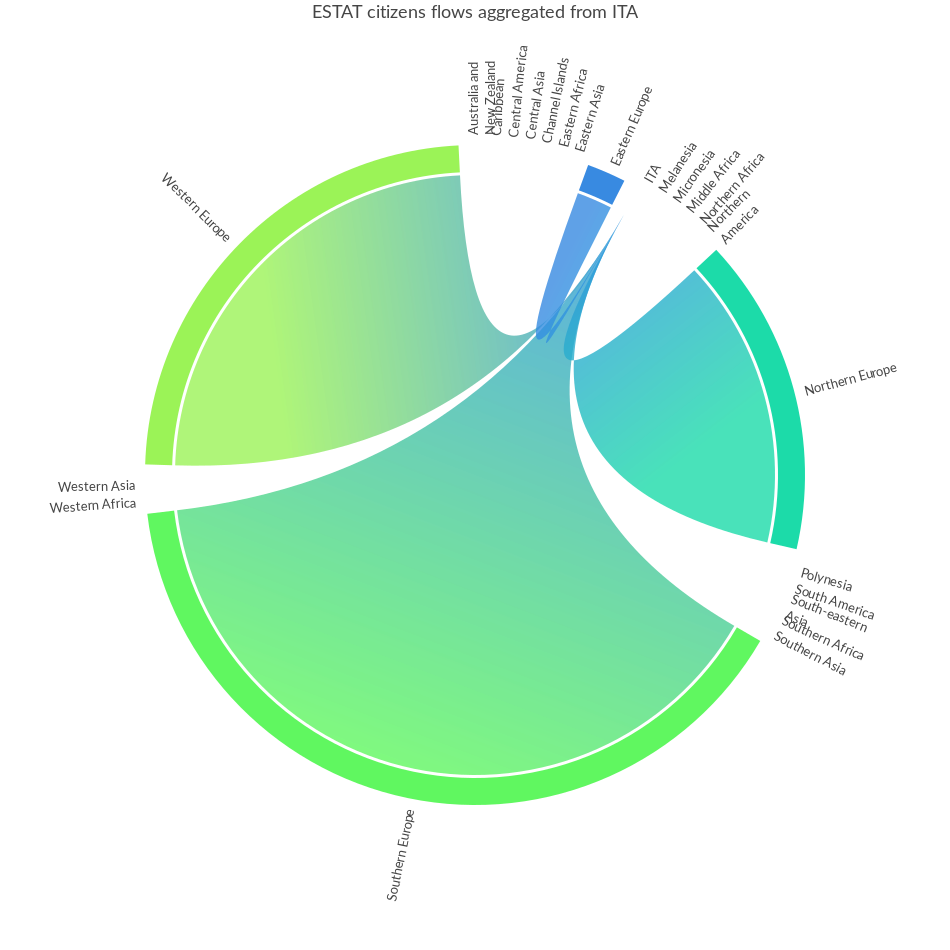 ESTAT citizens flows aggregated from ITA
Australia and
New Zealand
Caribbean
Central America
Central Asia
Channel Islands
Eastern Africa
Eastern Asia
Eastern Europe
ITA
Melanesia
Micronesia
Middle Africa
Northern Africa
Northern
America
Northern Europe
Polynesia
South America
South-eastern
Asia
Southern Africa
Southern Asia
Southern Europe
Western Africa
Western Asia
Western Europe